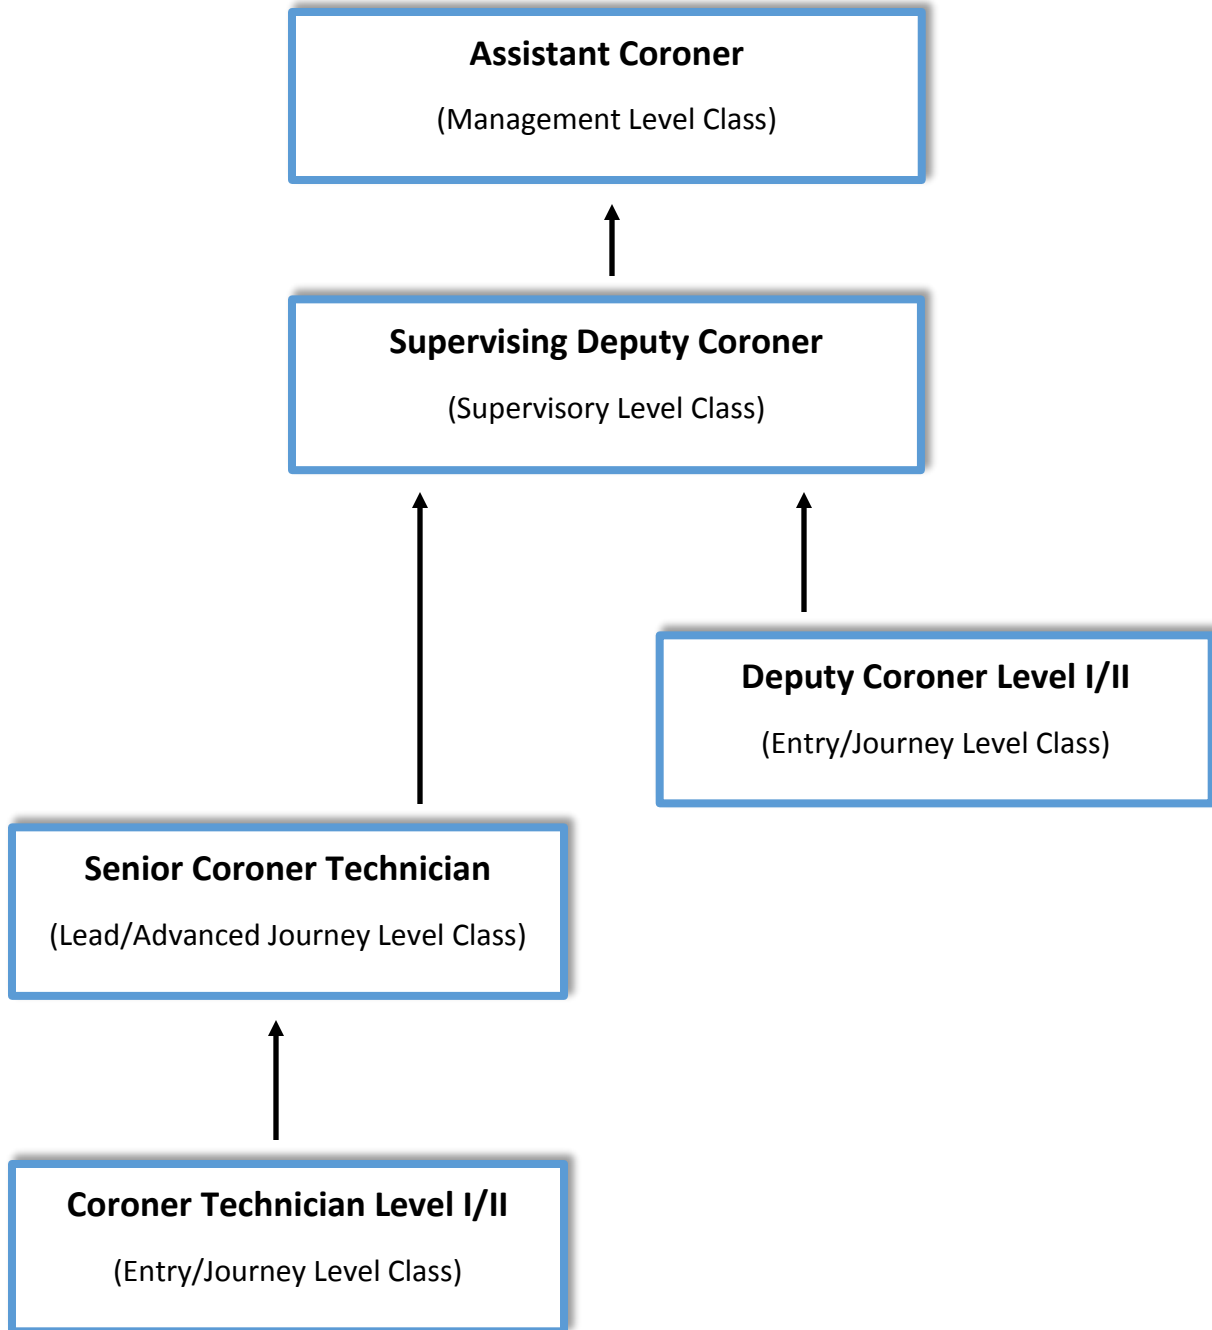 Assistant Coroner
(Management Level Class)
Supervising Deputy Coroner
(Supervisory Level Class)
Deputy Coroner Level I/II
(Entry/Journey Level Class)
Senior Coroner Technician
(Lead/Advanced Journey Level Class)
Coroner Technician Level I/II
(Entry/Journey Level Class)